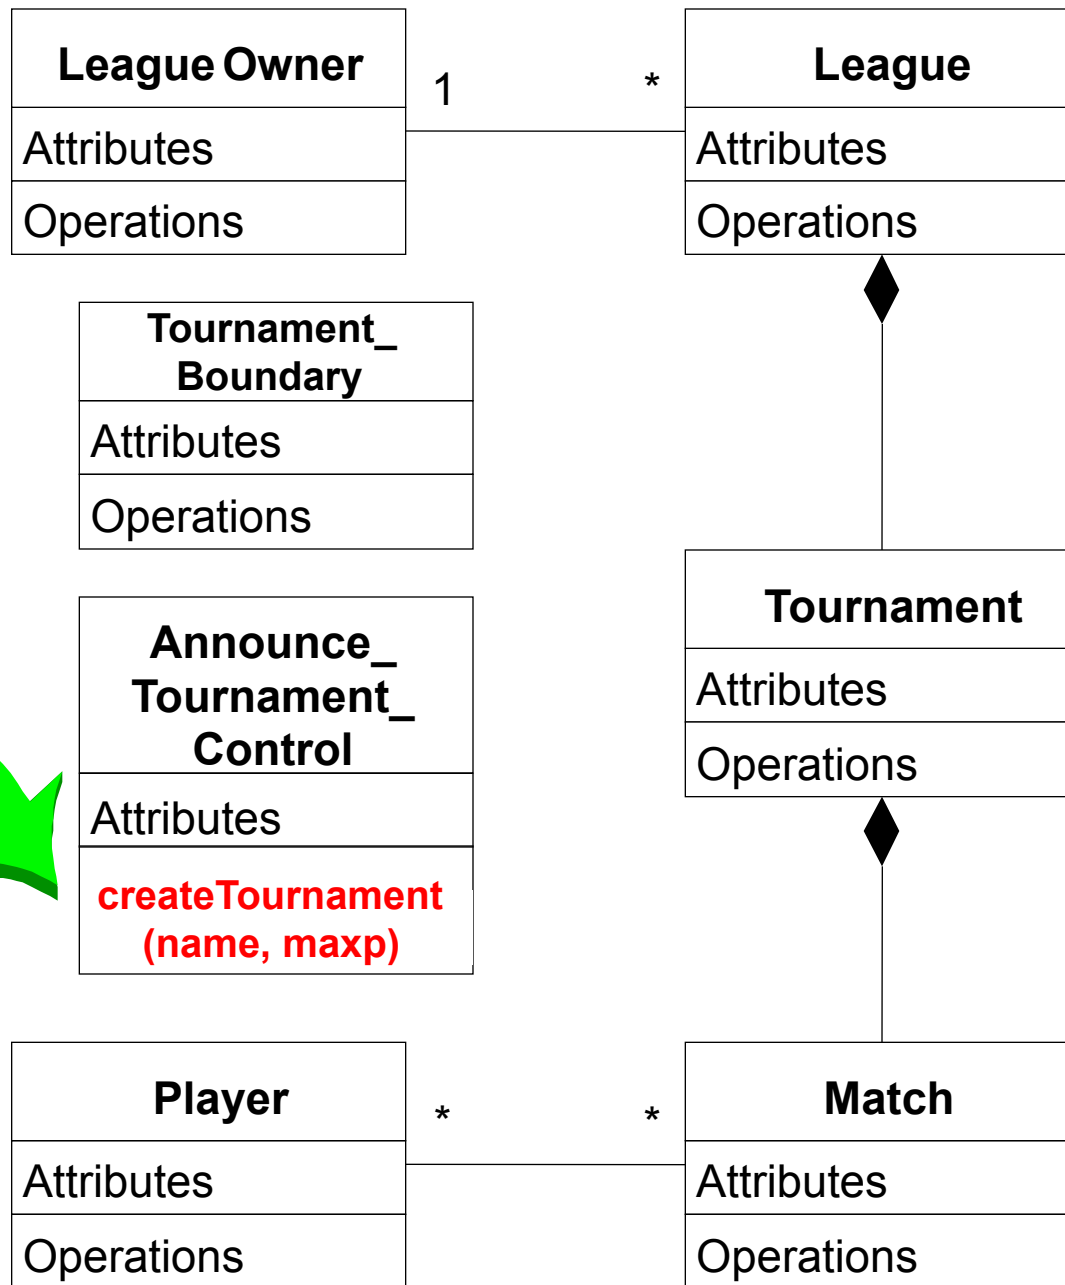 League Owner
Attributes
Operations
1
*
League
Attributes
Operations
Tournament_
Boundary
Attributes
Operations
Announce_
Tournament_
Control
Attributes
createTournament
(name, maxp)
Tournament
Attributes
Operations
Player
Attributes
Operations
*
*
Match
Attributes
Operations